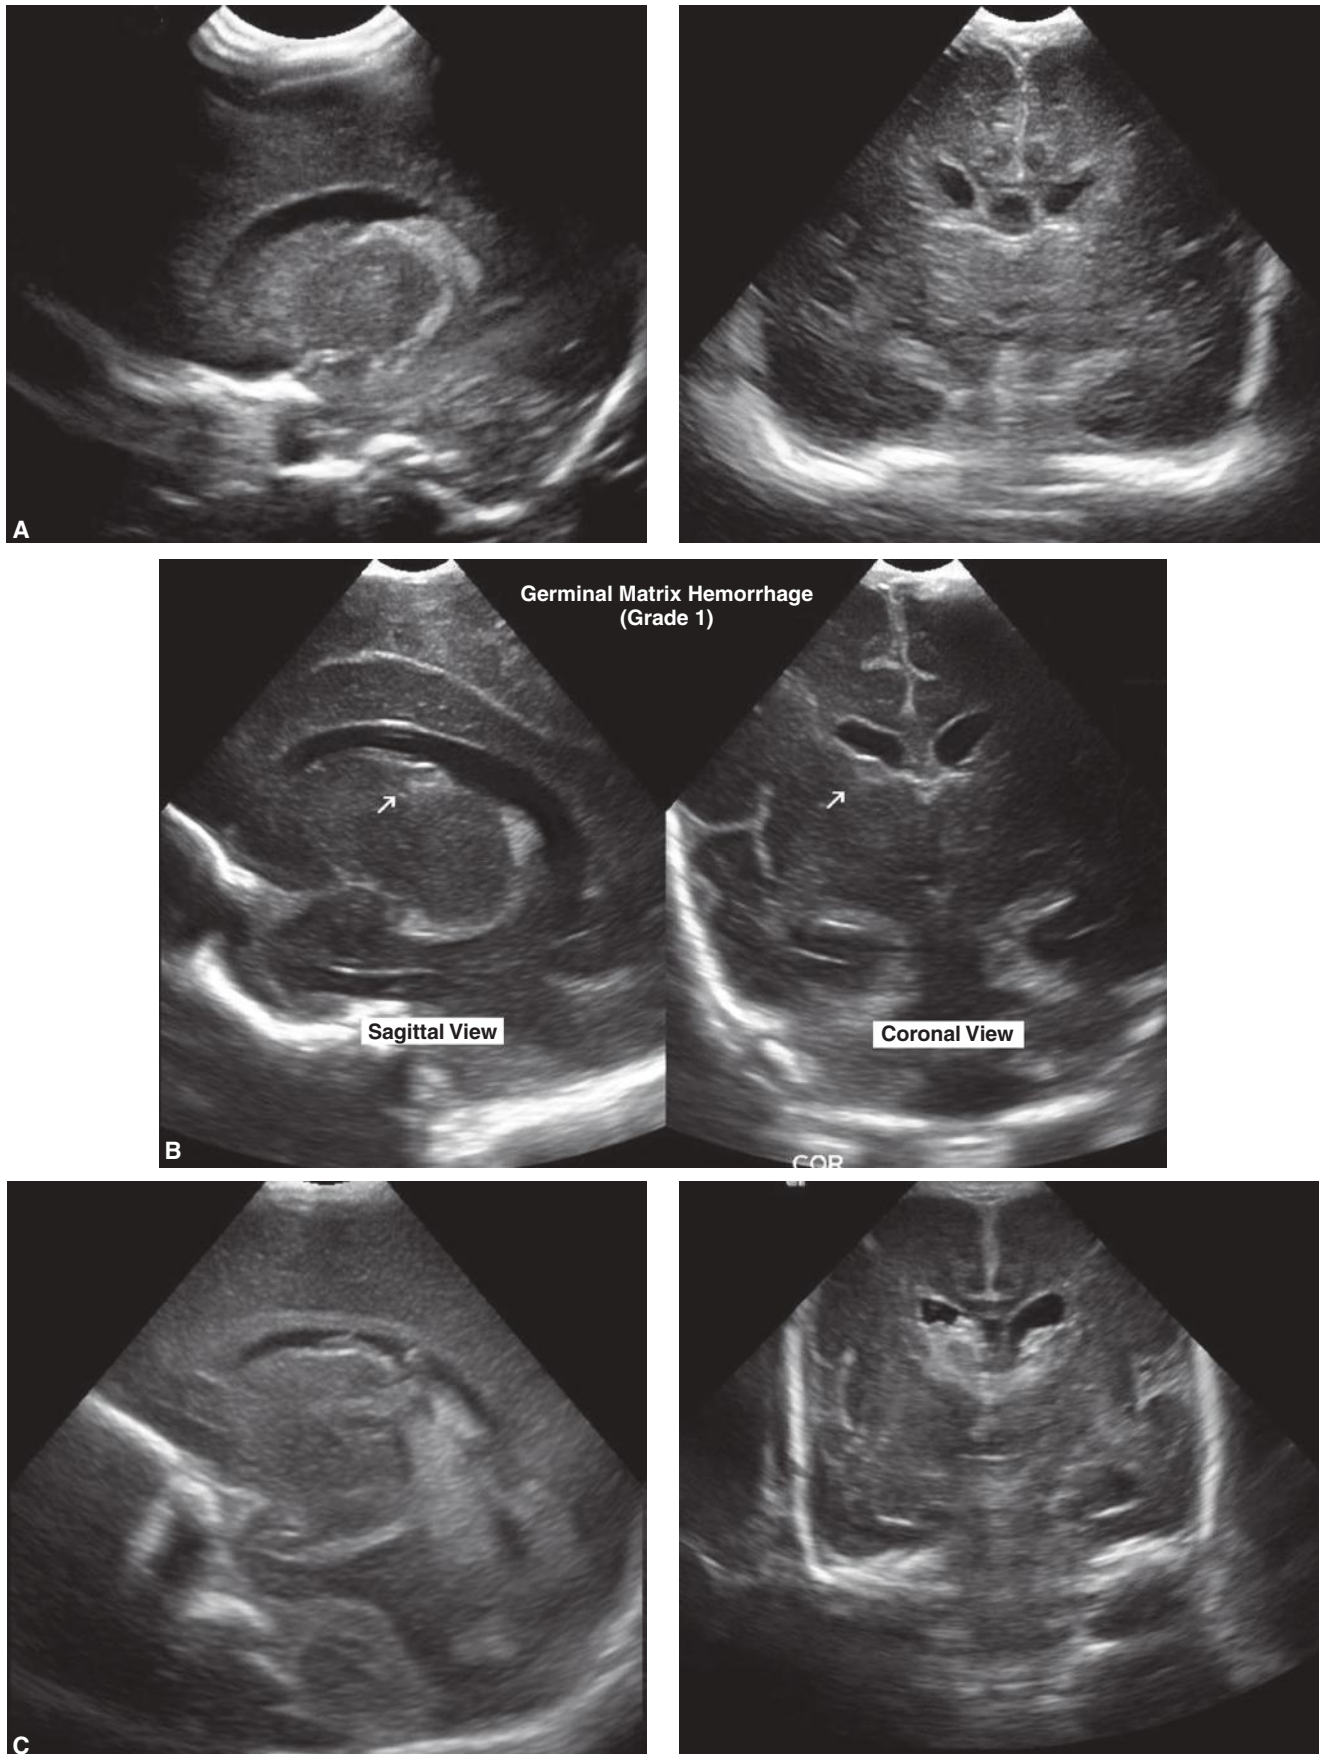 A
Germinal Matrix Hemorrhage
(Grade 1)
Sagittal View
Coronal View
B
COR
C